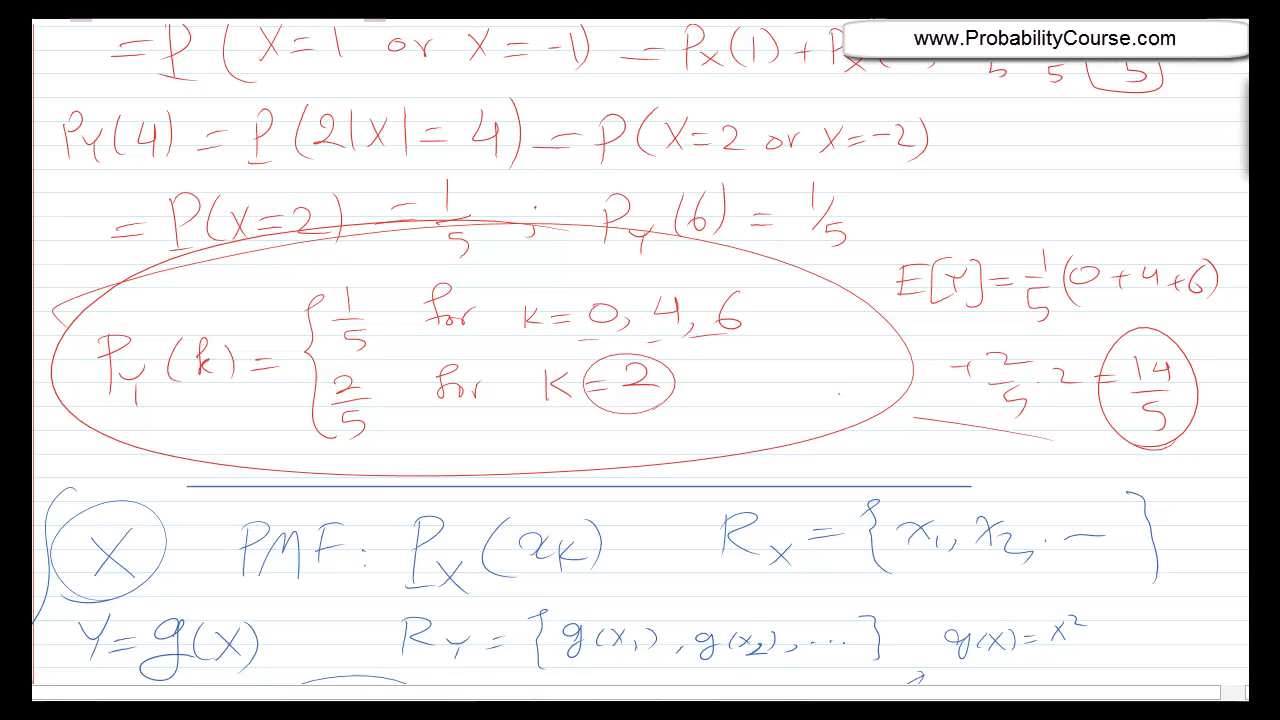 www.ProbabilityCourse.com
= P (X=1 or X=-1) = P_X(1) + P_X
P_Y(4) = P (2|X|=4) = P(X=2 or X=-2)
= P(X=2) = 1/5 ; P_Y(6) = 1/5
E[Y] = 1/5 (0+4+6)
+ 2/5 . 2 = 14/5
P_Y(k) = { 1/5 for k = 0, 4, 6
2/5 for k = 2
X PMF: P_X(x_k) R_X = {x_1, x_2, . — }
Y = g(X) R_Y = {g(x_1), g(x_2), ...} g(x) = x^2